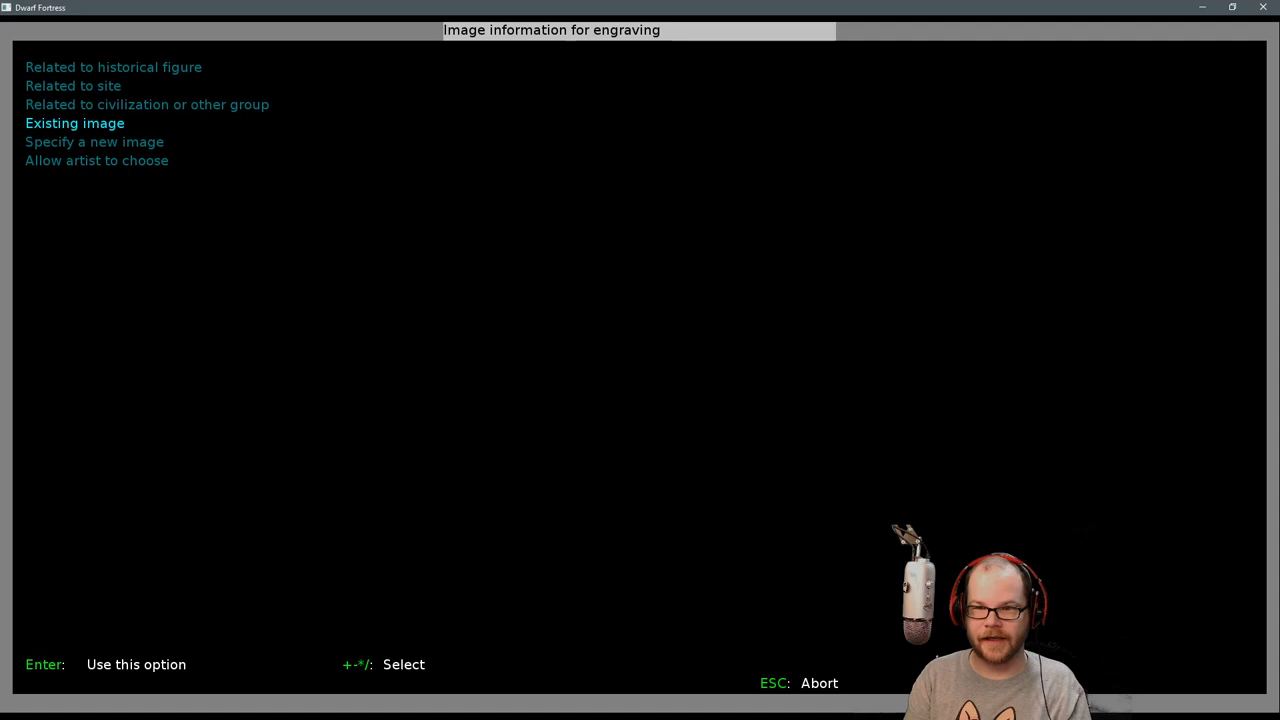 Dwarf Fortress
Image information for engraving
Related to historical figure
Related to site
Related to civilization or other group
Existing image
Specify a new image
Allow artist to choose
Enter: Use this option +-*/: Select
ESC: Abort